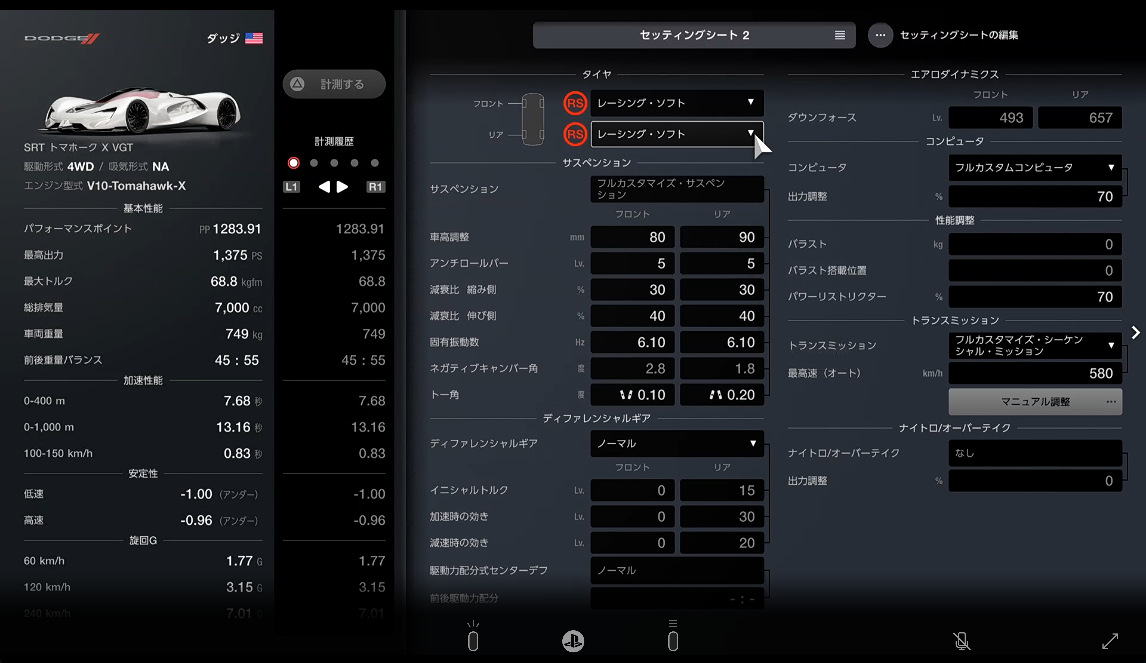 DODGE
ダッジ
SRT トマホーク X VGT
駆動形式 4WD / 吸気形式 NA
エンジン型式 V10-Tomahawk-X
基本性能
パフォーマンスポイント PP 1283.91
最高出力 1,375 PS
最大トルク 68.8 kgfm
総排気量 7,000 cc
車両重量 749 kg
前後重量バランス 45 : 55
加速性能
0-400 m 7.68 秒
0-1,000 m 13.16 秒
100-150 km/h 0.83 秒
安定性
低速 -1.00 (アンダー)
高速 -0.96 (アンダー)
旋回G
60 km/h 1.77 G
120 km/h 3.15 G
240 km/h 7.01 G
計測する
計測履歴
L1 R1
1283.91
1,375
68.8
7,000
749
45 : 55
7.68
13.16
0.83
-1.00
-0.96
1.77
3.15
7.01
セッティングシート 2
セッティングシートの編集
タイヤ
フロント RS レーシング・ソフト
リア RS レーシング・ソフト
サスペンション
サスペンション フルカスタマイズ・サスペン
ション
フロント リア
車高調整 mm 80 90
アンチロールバー Lv. 5 5
減衰比 縮み側 % 30 30
減衰比 伸び側 % 40 40
固有振動数 Hz 6.10 6.10
ネガティブキャンバー角 度 2.8 1.8
トー角 度 0.10 0.20
ディファレンシャルギア
ディファレンシャルギア ノーマル
フロント リア
イニシャルトルク Lv. 0 15
加速時の効き Lv. 0 30
減速時の効き Lv. 0 20
駆動力配分式センターデフ ノーマル
前後駆動力配分 - : -
エアロダイナミクス
フロント リア
ダウンフォース Lv. 493 657
コンピュータ
コンピュータ フルカスタムコンピュータ
出力調整 % 70
性能調整
バラスト kg 0
バラスト搭載位置 0
パワーリストリクター % 70
トランスミッション
トランスミッション フルカスタマイズ・シーケン
シャル・ミッション
最高速（オート） km/h 580
マニュアル調整
ナイトロ/オーバーテイク
ナイトロ/オーバーテイク なし
出力調整 % 0